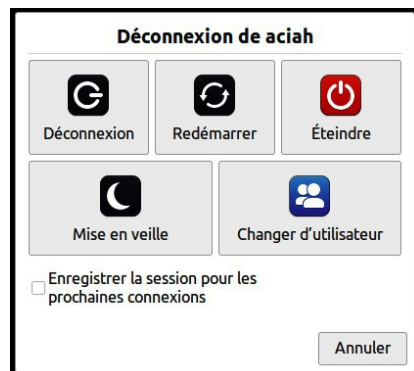 Déconnexion de aciah
Déconnexion
Redémarrer
Éteindre
Mise en veille
Changer d’utilisateur
Enregistrer la session pour les
prochaines connexions
Annuler